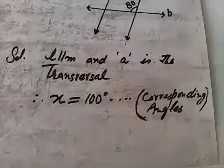 80
b
Sol. l||m and 'a' is the
Transversal
∴ x = 100° .... (Corresponding
Angles)